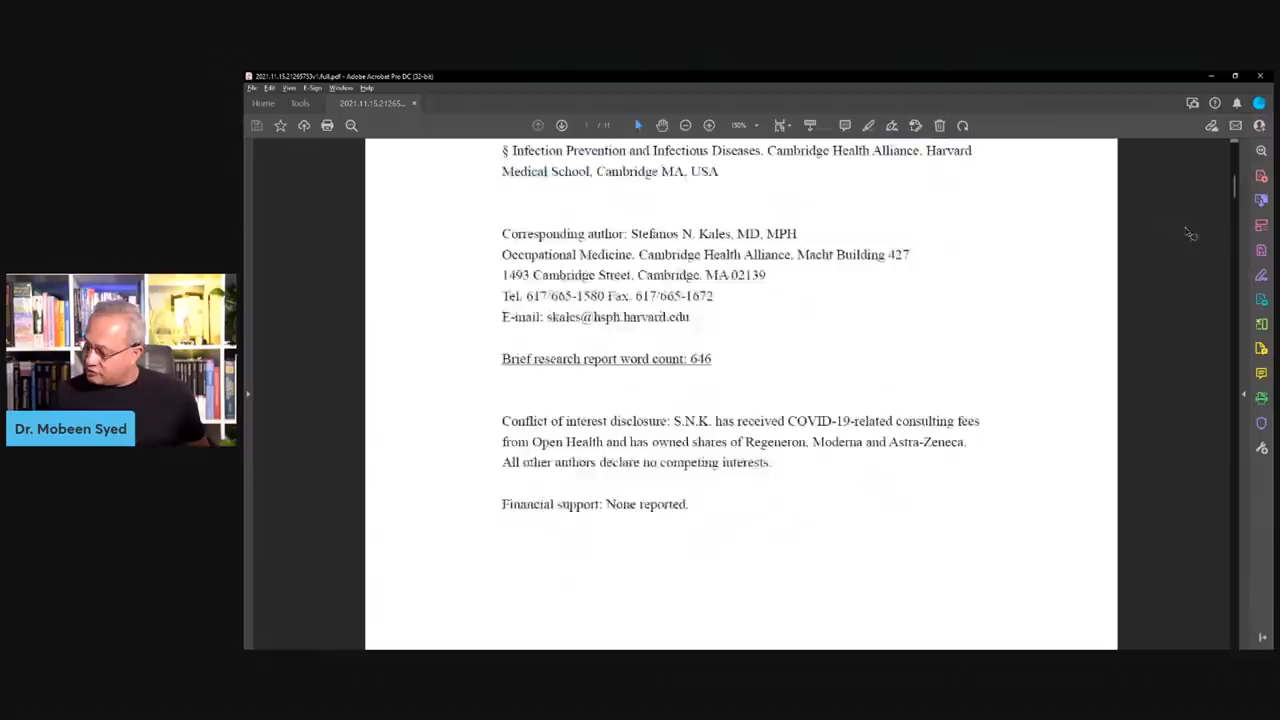 2021.11.15.21265753v1.full.pdf - Adobe Acrobat Pro DC (32-bit)
File Edit View E-Sign Window Help
Home Tools 2021.11.15.21265... ×
1 / 11 150%
§ Infection Prevention and Infectious Diseases. Cambridge Health Alliance, Harvard
Medical School, Cambridge MA, USA
Corresponding author: Stefanos N. Kales, MD, MPH
Occupational Medicine. Cambridge Health Alliance, Macht Building 427
1493 Cambridge Street, Cambridge. MA 02139
Tel. 617/665-1580 Fax. 617/665-1672
E-mail: skales@hsph.harvard.edu
Brief research report word count: 646
Conflict of interest disclosure: S.N.K. has received COVID-19-related consulting fees
from Open Health and has owned shares of Regeneron, Moderna and Astra-Zeneca.
All other authors declare no competing interests.
Financial support: None reported.
Dr. Mobeen Syed